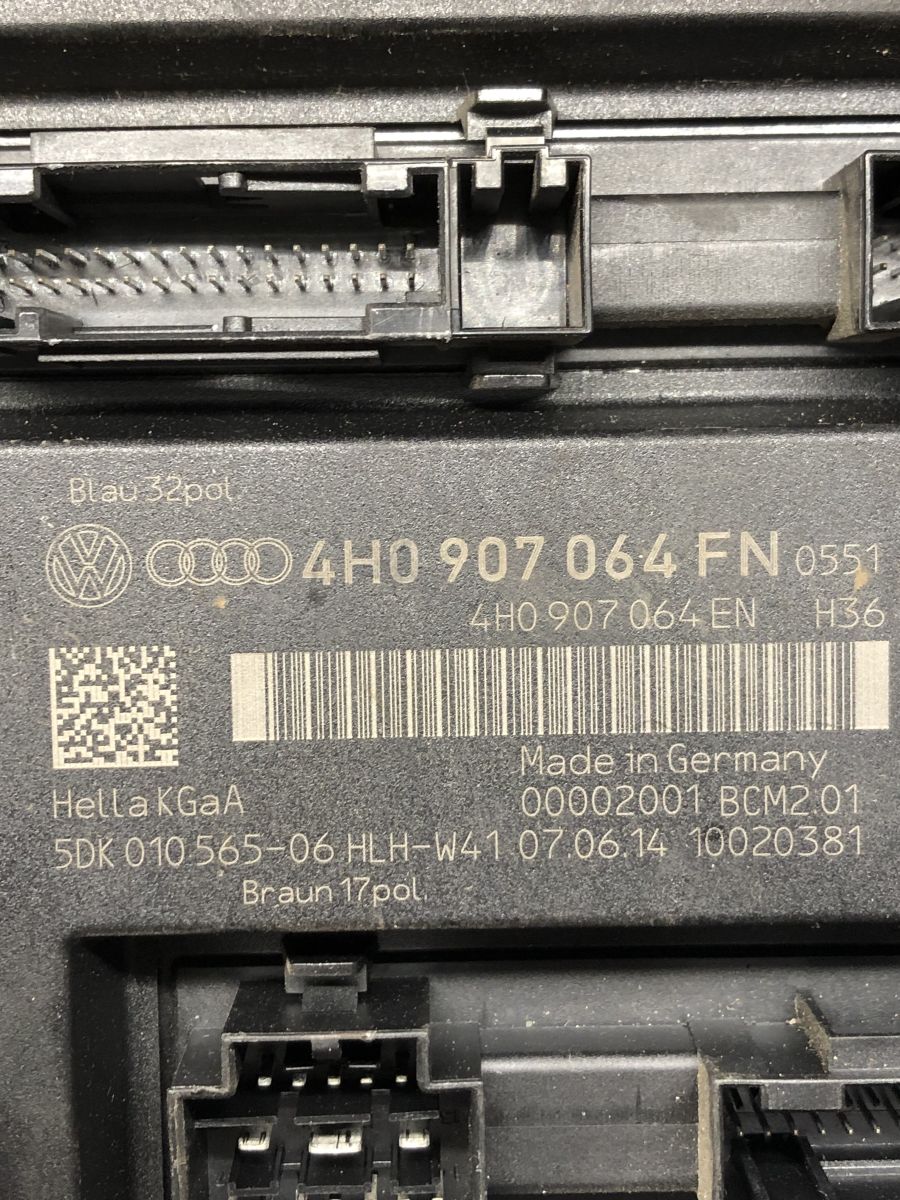 Blau 32pol.
4H0 907 064 FN 0551
4H0 907 064 EN H36
Made in Germany
Hella KGaA 00002001 BCM2.01
5DK 010 565-06 HLH-W41 07.06.14 10020381
Braun 17pol.